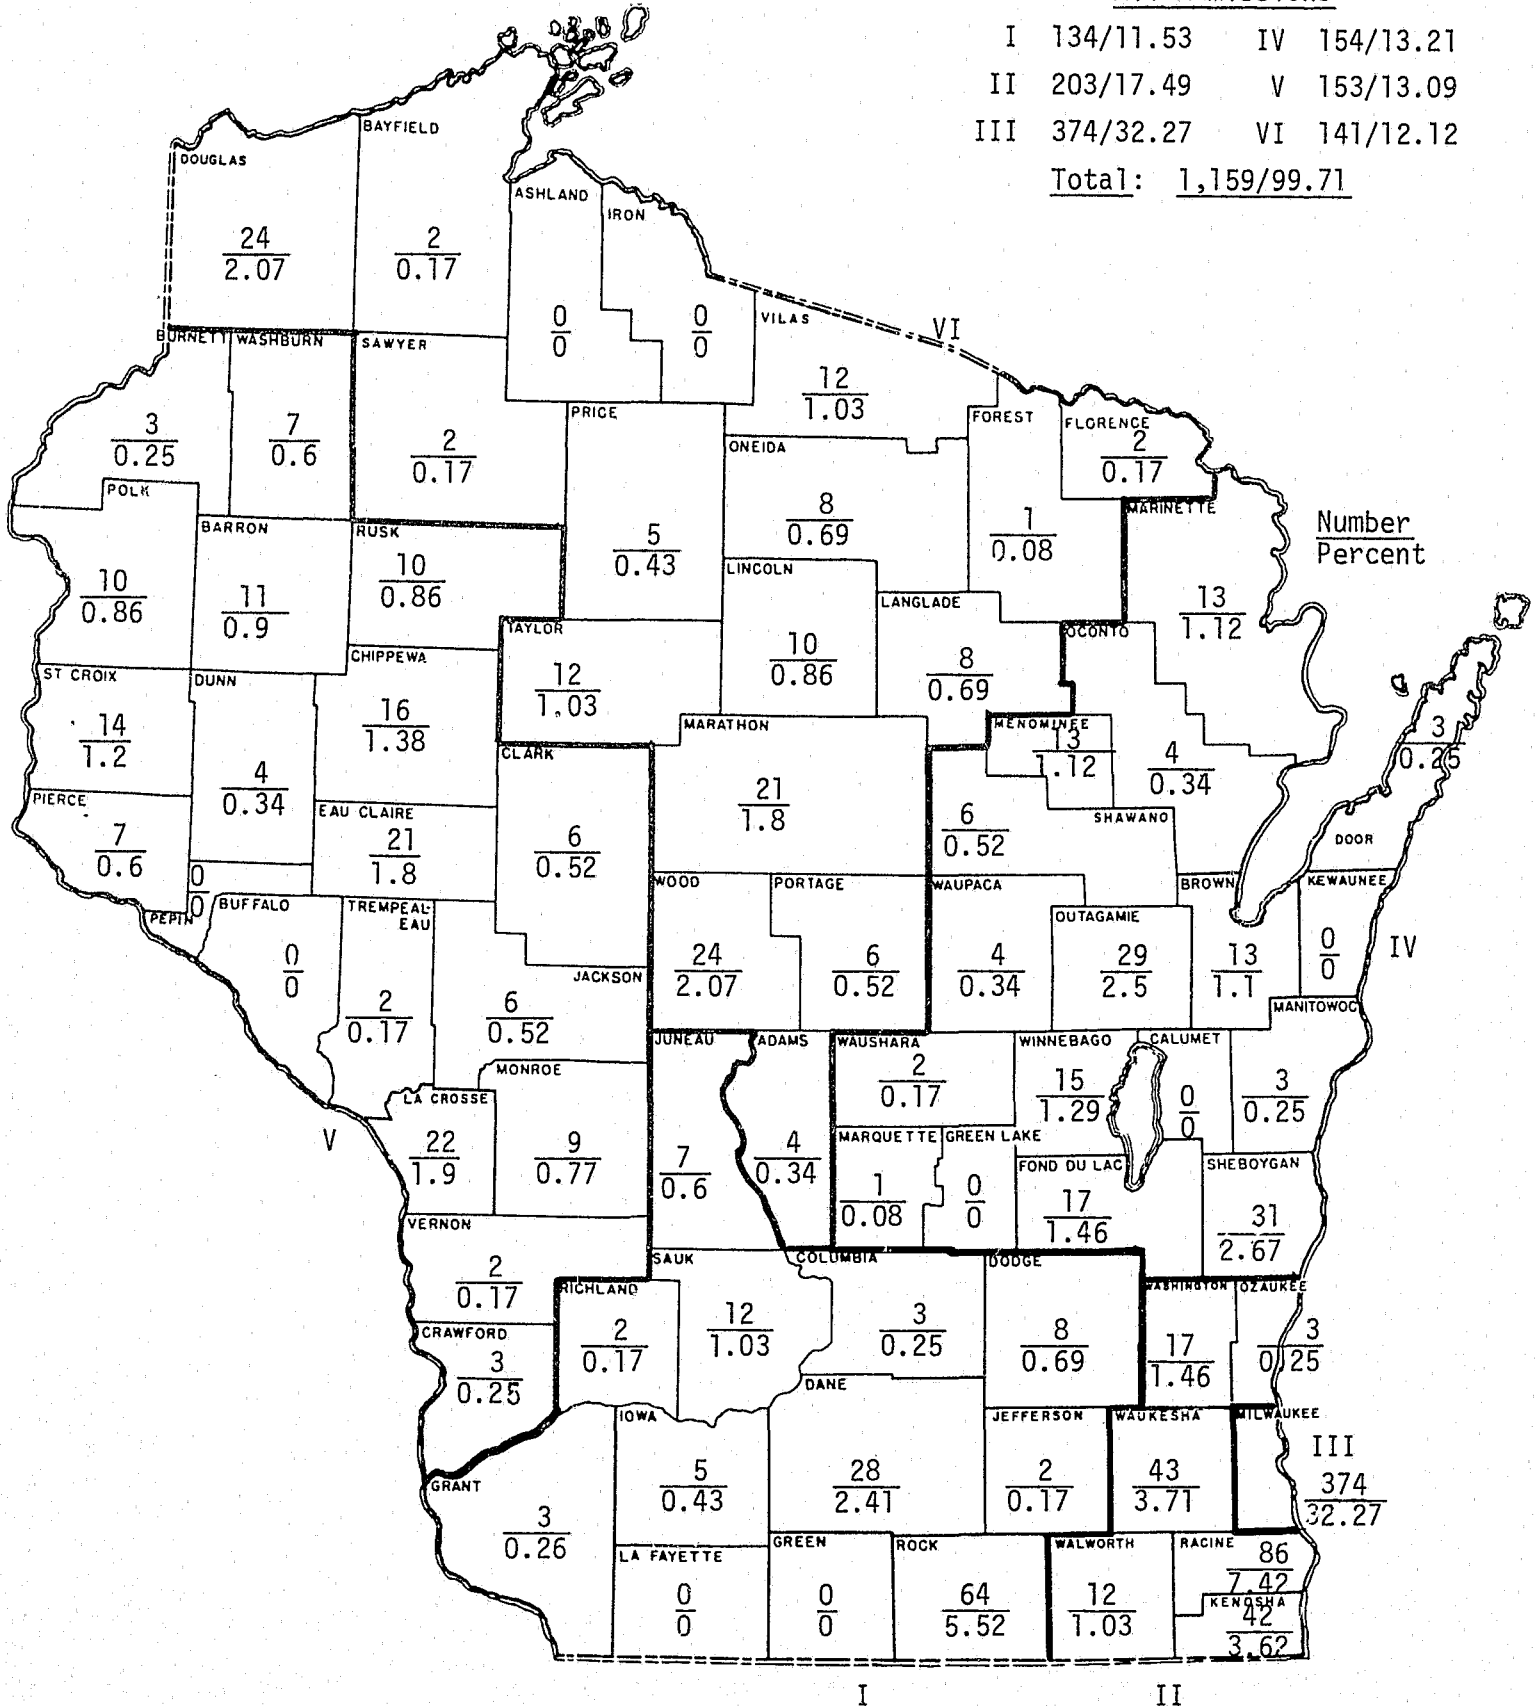 I 134/11.53 IV 154/13.21
II 203/17.49 V 153/13.09
III 374/32.27 VI 141/12.12
Total: 1,159/99.71
BAYFIELD
2
0.17
DOUGLAS
24
2.07
ASHLAND
0
0
IRON
0
0
VILAS
12
1.03
VI
BURNETT
3
0.25
WASHBURN
7
0.6
SAWYER
2
0.17
PRICE
5
0.43
ONEIDA
8
0.69
FOREST
1
0.08
FLORENCE
2
0.17
MARINETTE
13
1.12
Number
Percent
POLK
10
0.86
BARRON
11
0.9
RUSK
10
0.86
LINCOLN
10
0.86
LANGLADE
8
0.69
TAYLOR
12
1.03
OCONTO
4
0.34
ST CROIX
14
1.2
DUNN
4
0.34
CHIPPEWA
16
1.38
MARATHON
21
1.8
MENOMINEE
13
1.12
CLARK
6
0.52
3
0.25
DOOR
PIERCE
7
0.6
EAU CLAIRE
21
1.8
SHAWANO
6
0.52
0
0
PEPIN
BUFFALO
0
0
TREMPEAL-
EAU
2
0.17
JACKSON
6
0.52
WOOD
24
2.07
PORTAGE
6
0.52
WAUPACA
4
0.34
OUTAGAMIE
29
2.5
BROWN
13
1.1
KEWAUNEE
0
0
IV
MANITOWOC
3
0.25
MONROE
9
0.77
JUNEAU
7
0.6
ADAMS
4
0.34
WAUSHARA
2
0.17
WINNEBAGO
15
1.29
CALUMET
0
0
V
LA CROSSE
22
1.9
MARQUETTE
1
0.08
GREEN LAKE
0
0
FOND DU LAC
17
1.46
SHEBOYGAN
31
2.67
VERNON
2
0.17
RICHLAND
2
0.17
SAUK
12
1.03
COLUMBIA
3
0.25
DODGE
8
0.69
WASHINGTON
17
1.46
OZAUKEE
3
0.25
CRAWFORD
3
0.25
GRANT
3
0.26
IOWA
5
0.43
DANE
28
2.41
JEFFERSON
2
0.17
WAUKESHA
43
3.71
MILWAUKEE
III
374
32.27
LA FAYETTE
0
0
GREEN
0
0
ROCK
64
5.52
WALWORTH
12
1.03
RACINE
86
7.42
KENOSHA
42
3.62
I II